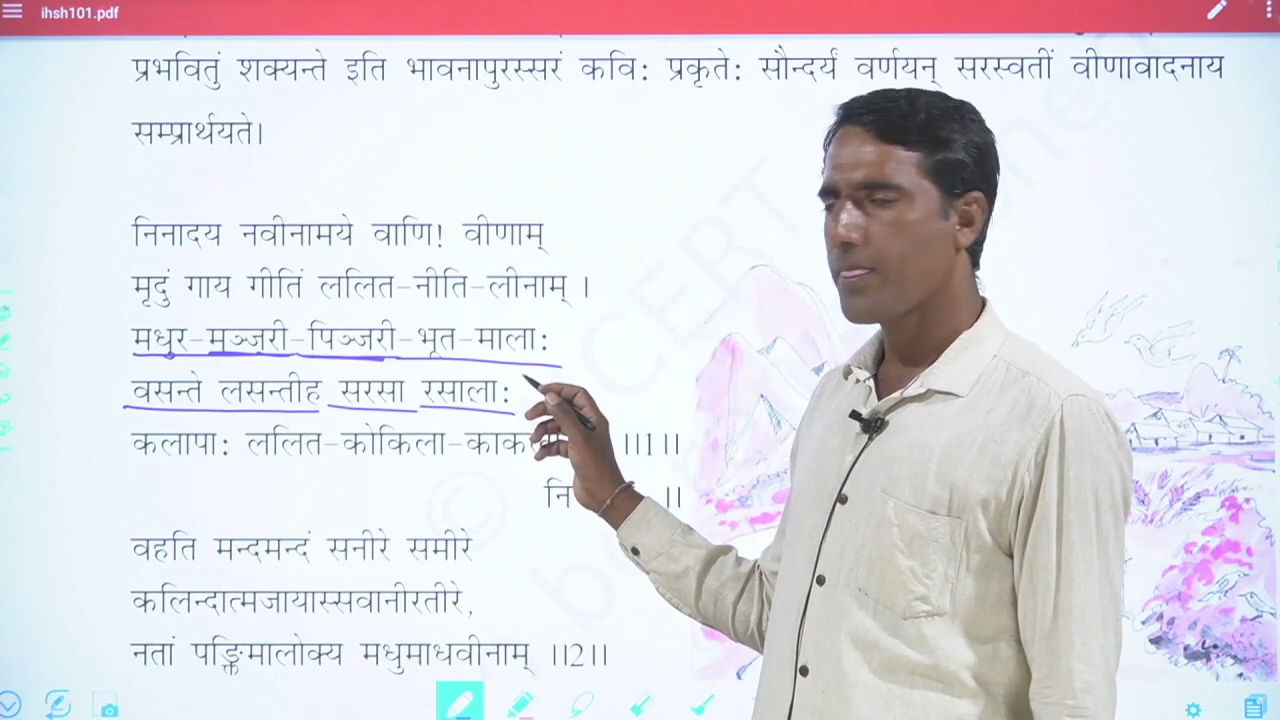 ihsh101.pdf
प्रभवितुं शक्यन्ते इति भावनापुरस्सरं कविः प्रकृतेः सौन्दर्यं वर्णयन् सरस्वतीं वीणावादनाय
सम्प्रार्थयते।
निनादय नवीनामये वाणि! वीणाम्
मृदुं गाय गीतिं ललित-नीति-लीनाम् ।
मधुर-मञ्जरी-पिञ्जरी-भूत-मालाः
वसन्ते लसन्तीह सरसा रसालाः
कलापाः ललित-कोकिला-काक ।।1।।
नि ।।
वहति मन्दमन्दं सनीरे समीरे
कलिन्दात्मजायास्सवानीरतीरे,
नतां पङ्क्तिमालोक्य मधुमाधवीनाम् ।।2।।